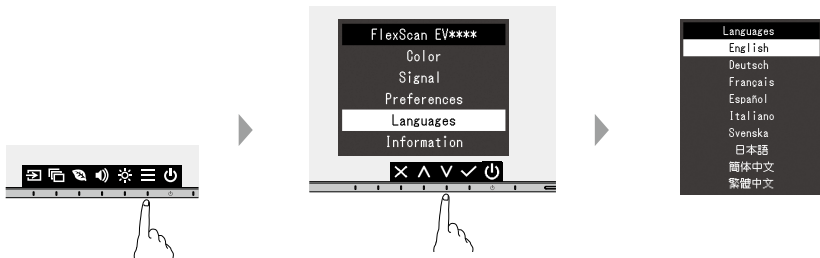 FlexScan EV****
Color
Signal
Preferences
Languages
Information
Languages
English
Deutsch
Français
Español
Italiano
Svenska
日本語
簡体中文
繁體中文